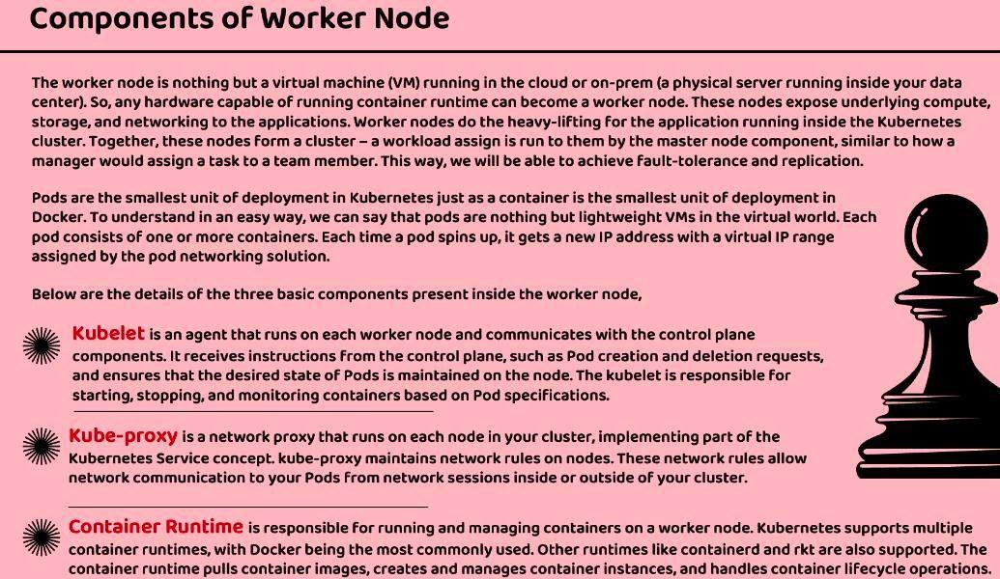 Components of Worker Node
The worker node is nothing but a virtual machine (VM) running in the cloud or on-prem (a physical server running inside your data
center). So, any hardware capable of running container runtime can become a worker node. These nodes expose underlying compute,
storage, and networking to the applications. Worker nodes do the heavy-lifting for the application running inside the Kubernetes
cluster. Together, these nodes form a cluster – a workload assign is run to them by the master node component, similar to how a
manager would assign a task to a team member. This way, we will be able to achieve fault-tolerance and replication.
Pods are the smallest unit of deployment in Kubernetes just as a container is the smallest unit of deployment in
Docker. To understand in an easy way, we can say that pods are nothing but lightweight VMs in the virtual world. Each
pod consists of one or more containers. Each time a pod spins up, it gets a new IP address with a virtual IP range
assigned by the pod networking solution.
Below are the details of the three basic components present inside the worker node,
Kubelet is an agent that runs on each worker node and communicates with the control plane
components. It receives instructions from the control plane, such as Pod creation and deletion requests,
and ensures that the desired state of Pods is maintained on the node. The kubelet is responsible for
starting, stopping, and monitoring containers based on Pod specifications.
Kube-proxy is a network proxy that runs on each node in your cluster, implementing part of the
Kubernetes Service concept. kube-proxy maintains network rules on nodes. These network rules allow
network communication to your Pods from network sessions inside or outside of your cluster.
Container Runtime is responsible for running and managing containers on a worker node. Kubernetes supports multiple
container runtimes, with Docker being the most commonly used. Other runtimes like containerd and rkt are also supported. The
container runtime pulls container images, creates and manages container instances, and handles container lifecycle operations.